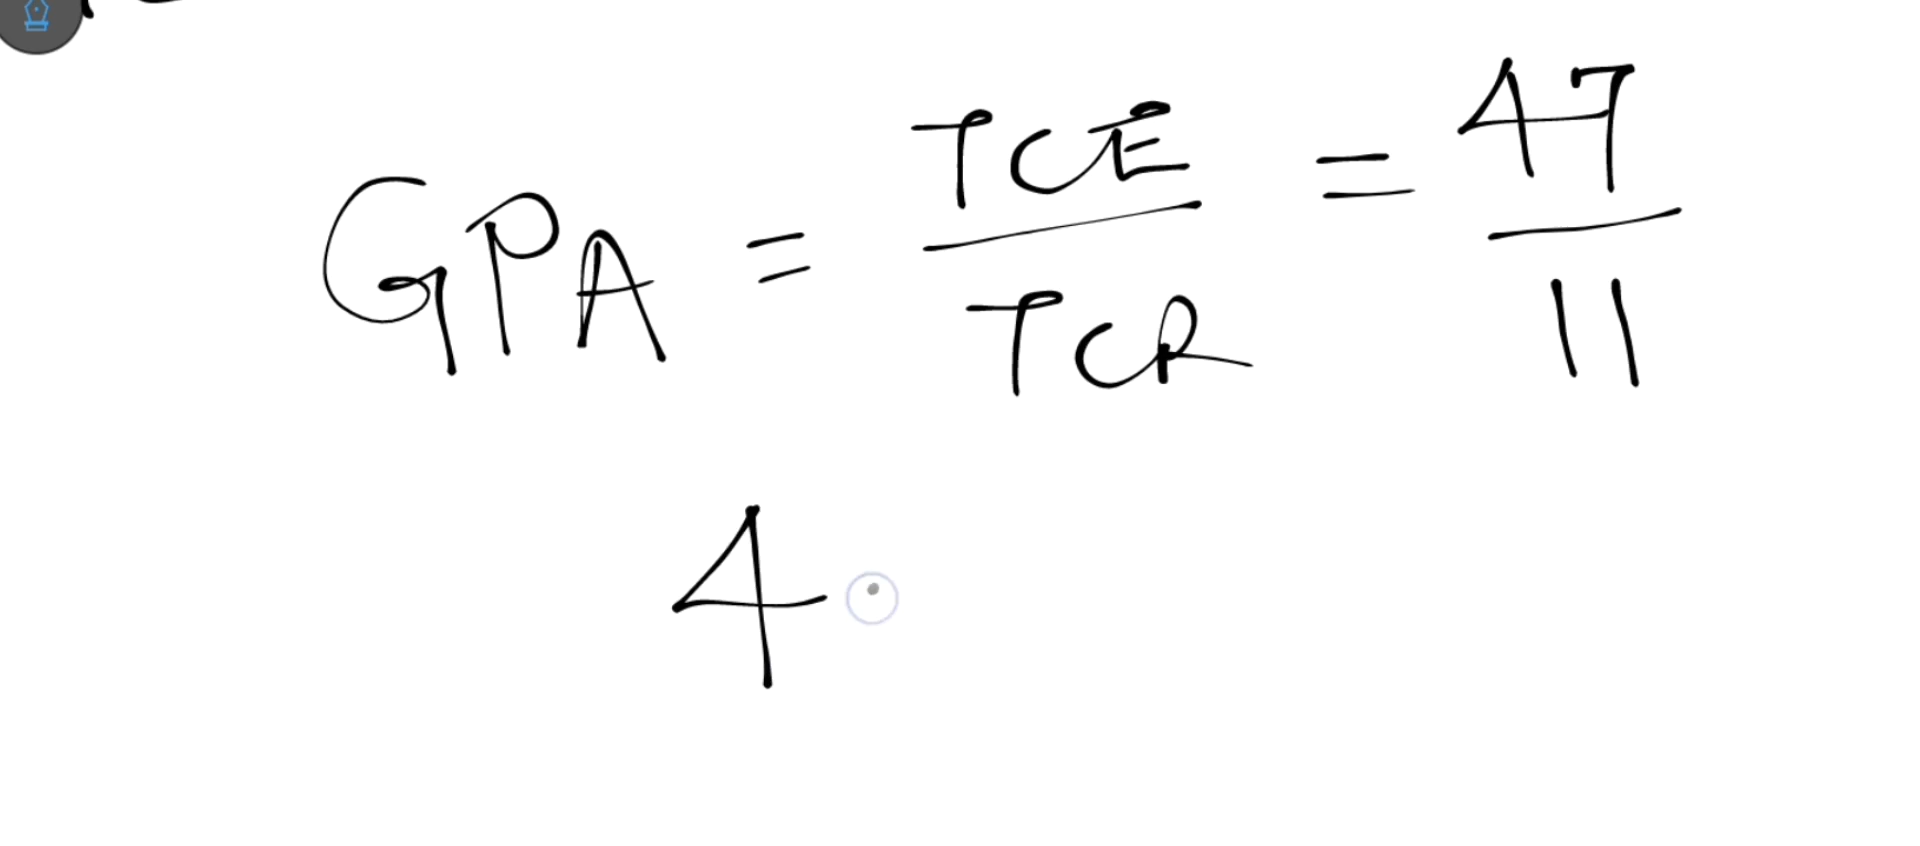 GPA = TCE / TCR = 47 / 11
4.